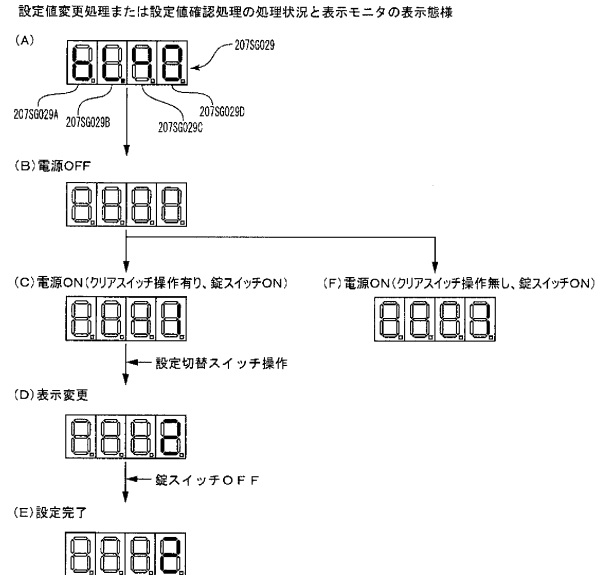 設定値変更処理または設定値確認処理の処理状況と表示モニタの表示態様
(A)
207SG029
207SG029A
207SG029B
207SG029C
207SG029D
(B)電源OFF
(C)電源ON(クリアスイッチ操作有り、錠スイッチON)
(F)電源ON(クリアスイッチ操作無し、錠スイッチON)
1
1
設定切替スイッチ操作
(D)表示変更
2
錠スイッチOFF
(E)設定完了
2